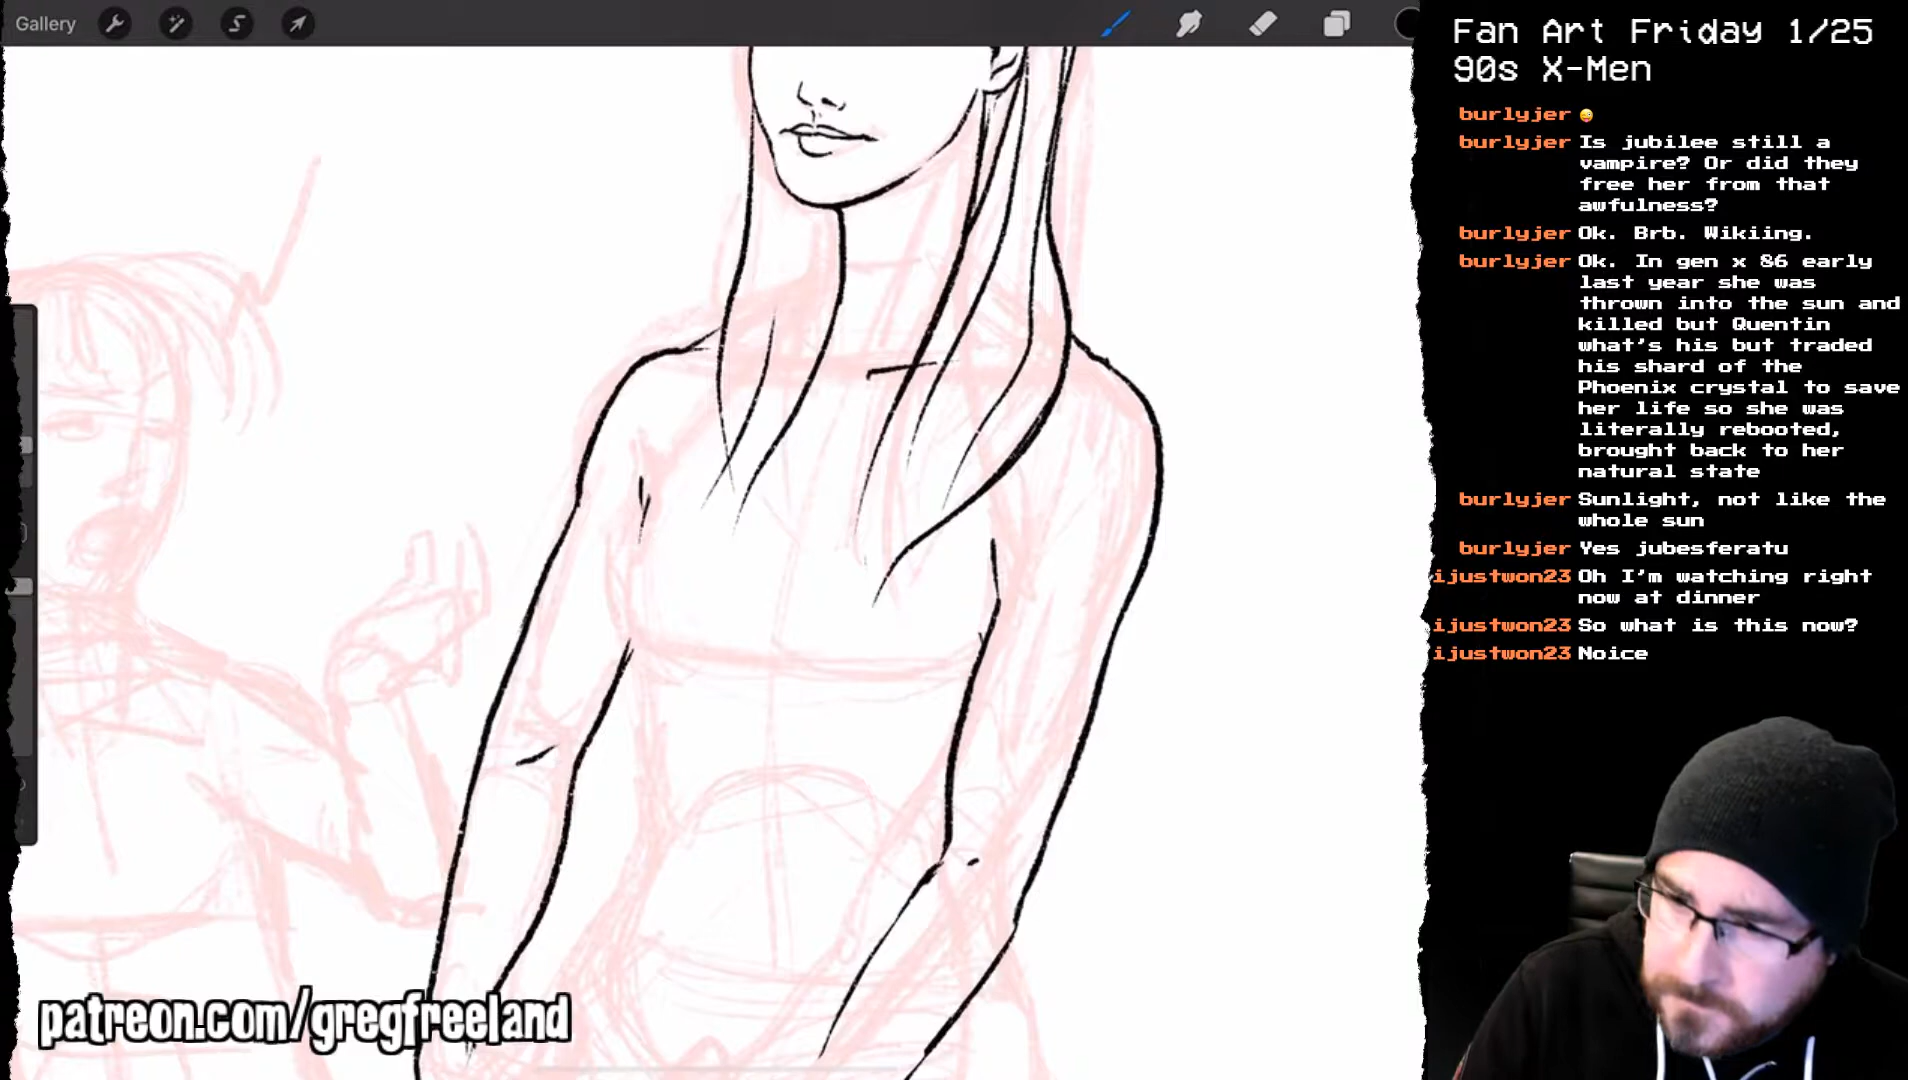 Gallery
Fan Art Friday 1/25
90s X-Men
burlyjer 😜
burlyjer Is jubilee still a
vampire? Or did they
free her from that
awfulness?
burlyjer Ok. Brb. Wikiing.
burlyjer Ok. In gen x 86 early
last year she was
thrown into the sun and
killed but Quentin
what's his but traded
his shard of the
Phoenix crystal to save
her life so she was
literally rebooted,
brought back to her
natural state
burlyjer Sunlight, not like the
whole sun
burlyjer Yes jubesferatu
ijustwon23 Oh I'm watching right
now at dinner
ijustwon23 So what is this now?
ijustwon23 Noice
patreon.com/gregfreeland